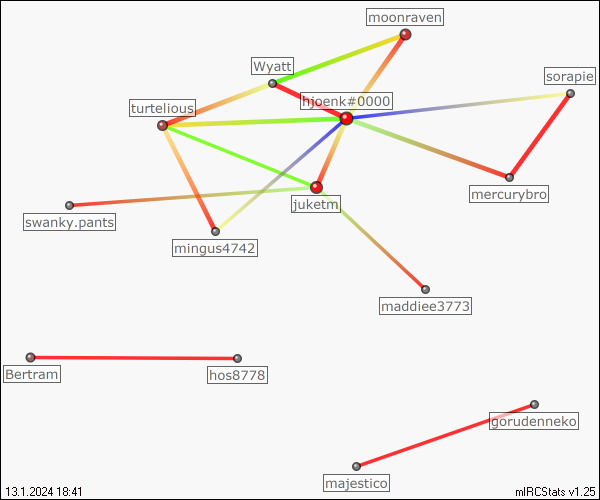 moonraven
Wyatt
sorapie
hjoenk#0000
turtelious
mercurybro
juketm
swanky.pants
mingus4742
maddiee3773
Bertram
hos8778
gorudenneko
majestico
13.1.2024 18:41
mIRCStats v1.25